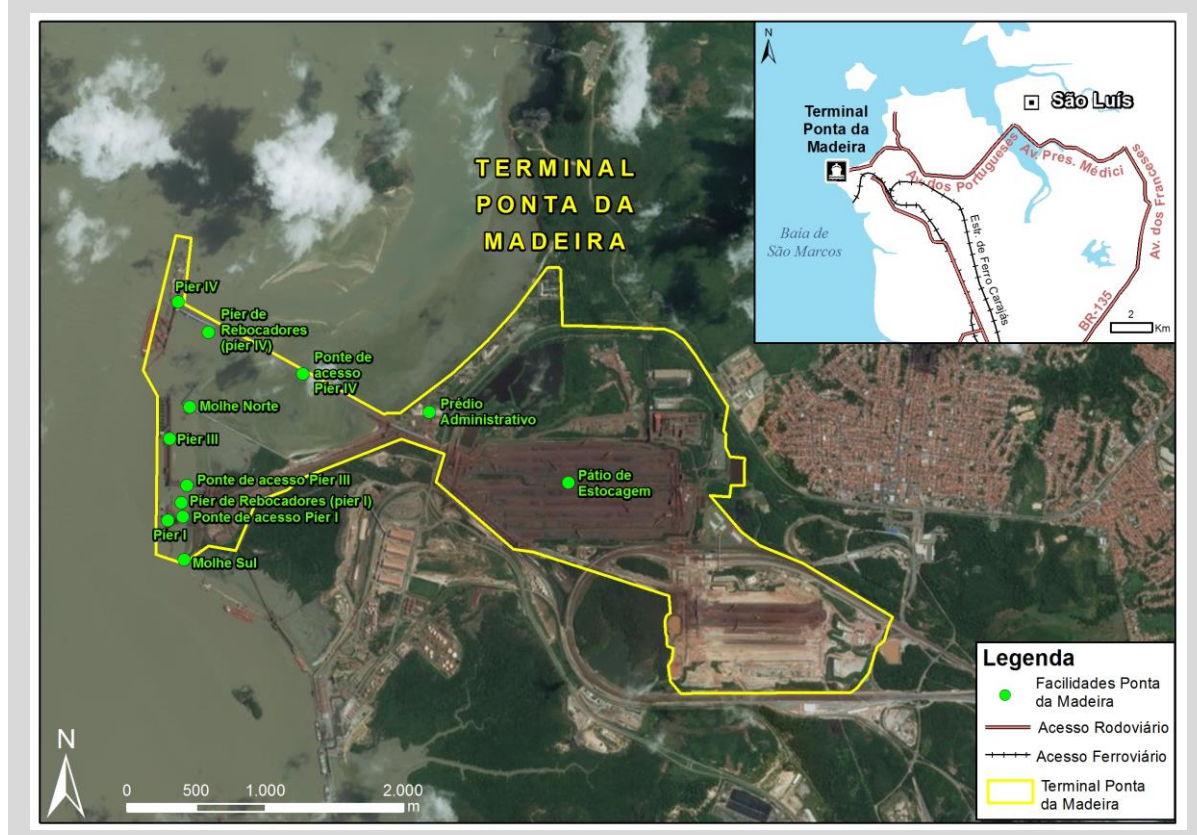 TERMINAL
PONTA DA
MADEIRA
Pier IV
Pier de
Rebocadores
(pier IV)
Ponte de
acesso
Pier IV
Molhe Norte
Prédio
Administrativo
Pier III
Pátio de
Estocagem
Ponte de acesso Pier III
Pier de Rebocadores (pier I)
Ponte de acesso Pier I
Pier I
Molhe Sul
N
0 500 1.000 2.000
m
N
São Luís
Terminal
Ponta da
Madeira
Av. dos Portugueses
Av. Pres. Médici
Av. dos Franceses
Baía de
São Marcos
Estr. de Ferro Carajás
BR-135
2
Km
Legenda
Facilidades Ponta
da Madeira
Acesso Rodoviário
Acesso Ferroviário
Terminal Ponta
da Madeira